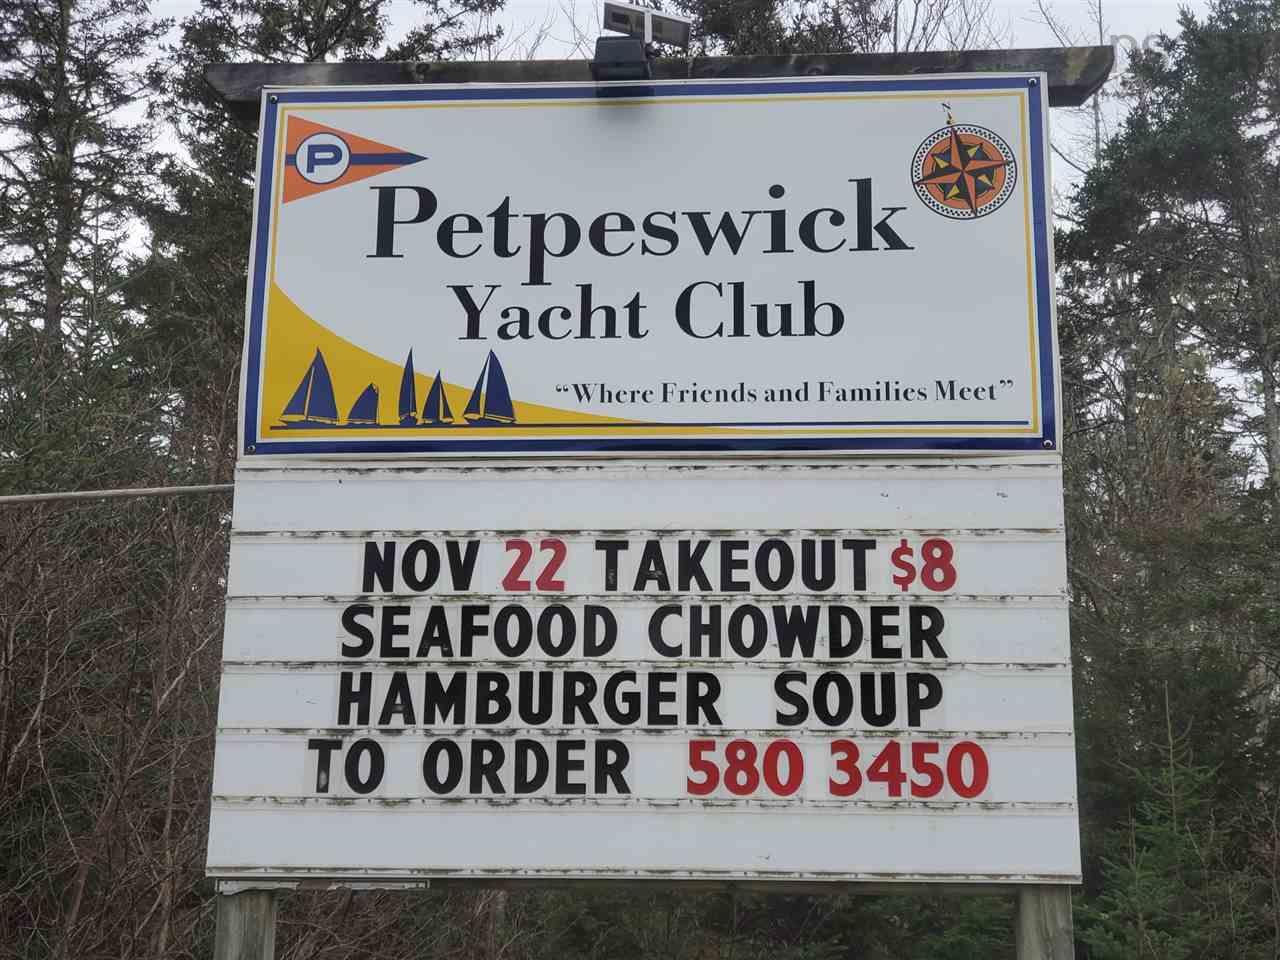 N
P
Petpeswick
Yacht Club
“Where Friends and Families Meet”
NOV 22 TAKEOUT $8
SEAFOOD CHOWDER
HAMBURGER SOUP
TO ORDER 580 3450